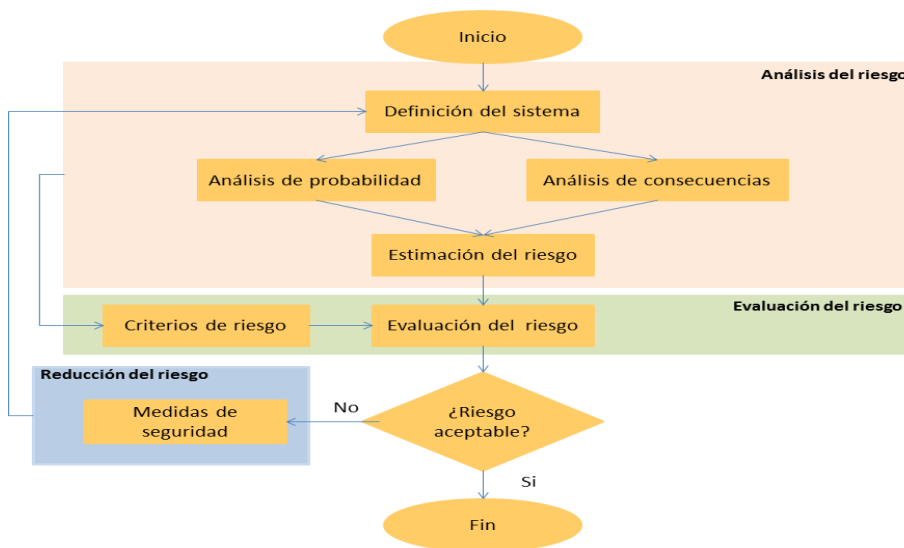 Inicio
Análisis del riesgo
Definición del sistema
Análisis de probabilidad
Análisis de consecuencias
Estimación del riesgo
Evaluación del riesgo
Criterios de riesgo
Evaluación del riesgo
Reducción del riesgo
Medidas de
seguridad
No
¿Riesgo
aceptable?
Si
Fin